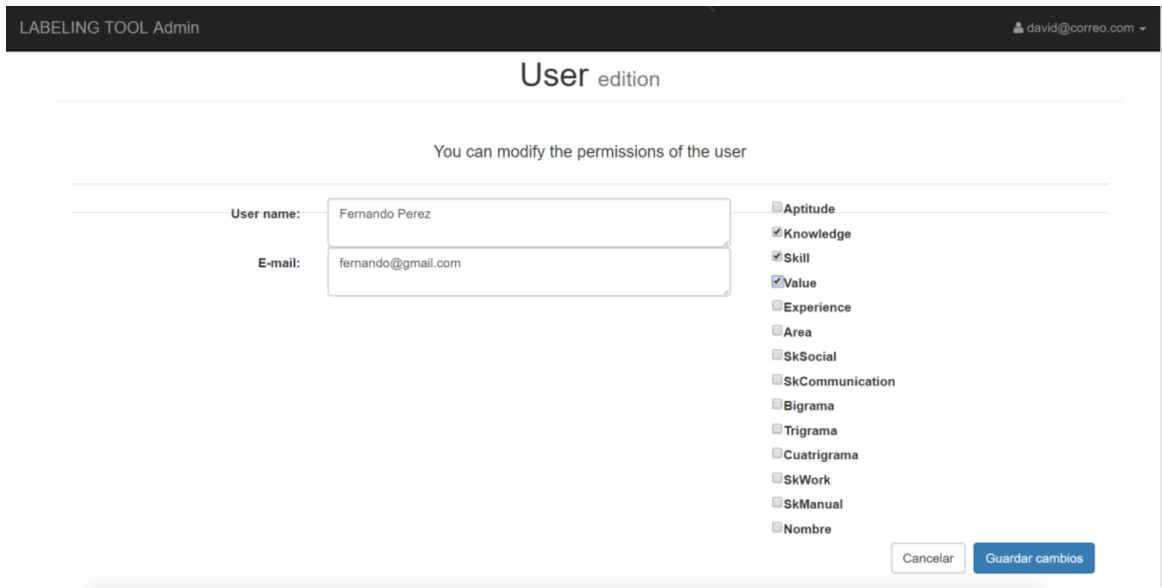 LABELING TOOL Admin
david@correo.com
User edition
You can modify the permissions of the user
User name:
Fernando Perez
E-mail:
fernando@gmail.com
Aptitude
Knowledge
Skill
Value
Experience
Area
SkSocial
SkCommunication
Bigrama
Trigrama
Cuatrigrama
SkWork
SkManual
Nombre
Cancelar
Guardar cambios